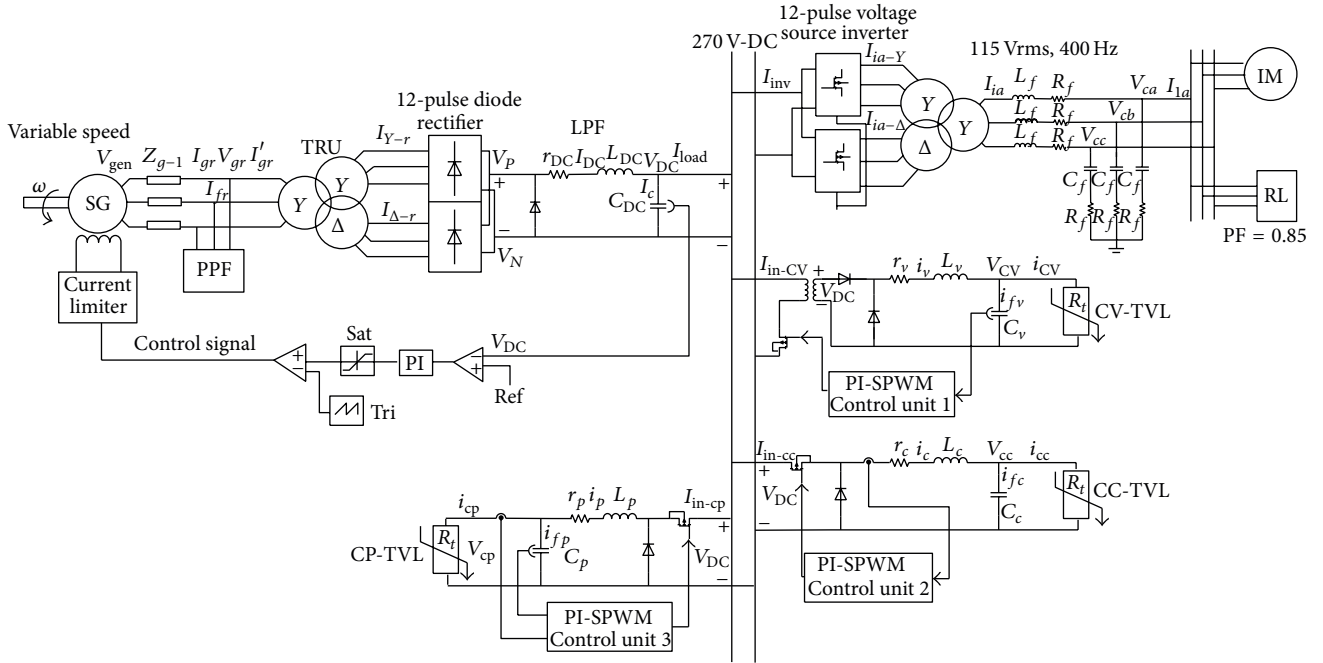 12-pulse voltage
source inverter
270 V-DC
115 Vrms, 400 Hz
I_inv
I_ia−Y
I_ia−Δ
Y
Δ
Y
I_ia
L_f
R_f
L_f
R_f
L_f
R_f
V_ca
I_1a
V_cb
V_cc
IM
C_f
C_f
C_f
R_f
R_f
R_f
RL
PF = 0.85
12-pulse diode
rectifier
Variable speed
V_gen
Z_g−1
I_gr
V_gr
I′_gr
TRU
I_Y−r
V_P
LPF
r_DC
I_DC
L_DC
V_DC
I_load
ω
SG
I_fr
Y
Y
Δ
I_Δ−r
+
−
V_N
I_c
C_DC
+
−
PPF
Current
limiter
Control signal
Sat
PI
V_DC
Ref
+
−
−
+
Tri
I_in-CV
+
V_DC
−
r_v
i_v
L_v
V_CV
i_CV
i_fv
C_v
R_t
CV-TVL
PI-SPWM
Control unit 1
I_in-cc
+
V_DC
−
r_c
i_c
L_c
V_cc
i_cc
i_fc
C_c
R_t
CC-TVL
PI-SPWM
Control unit 2
i_cp
r_p
i_p
L_p
I_in-cp
+
V_DC
−
CP-TVL
R_t
V_cp
i_fp
C_p
PI-SPWM
Control unit 3